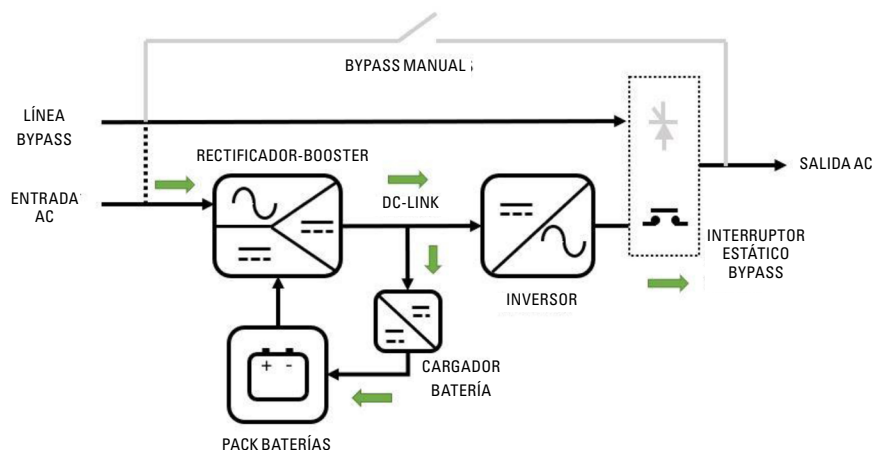 BYPASS MANUAL
LÍNEA
BYPASS
RECTIFICADOR-BOOSTER
SALIDA AC
ENTRADA
AC
DC-LINK
INTERRUPTOR
ESTÁTICO
BYPASS
INVERSOR
+ -
CARGADOR
BATERÍA
PACK BATERÍAS